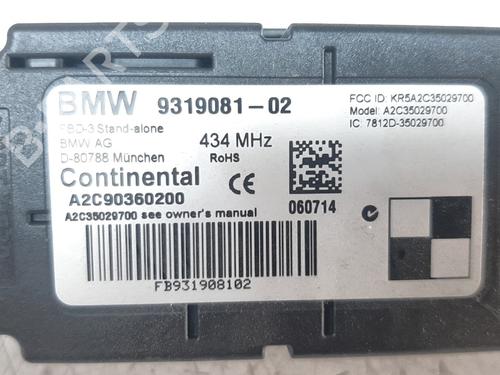 BMW 9319081-02
FBD-3 Stand-alone
BMW AG
D-80788 München
434 MHz
RoHS
FCC ID: KR5A2C35029700
Model: A2C35029700
IC: 7812D-35029700
Continental
CE
A2C90360200
A2C35029700 see owner's manual
060714
FB931908102